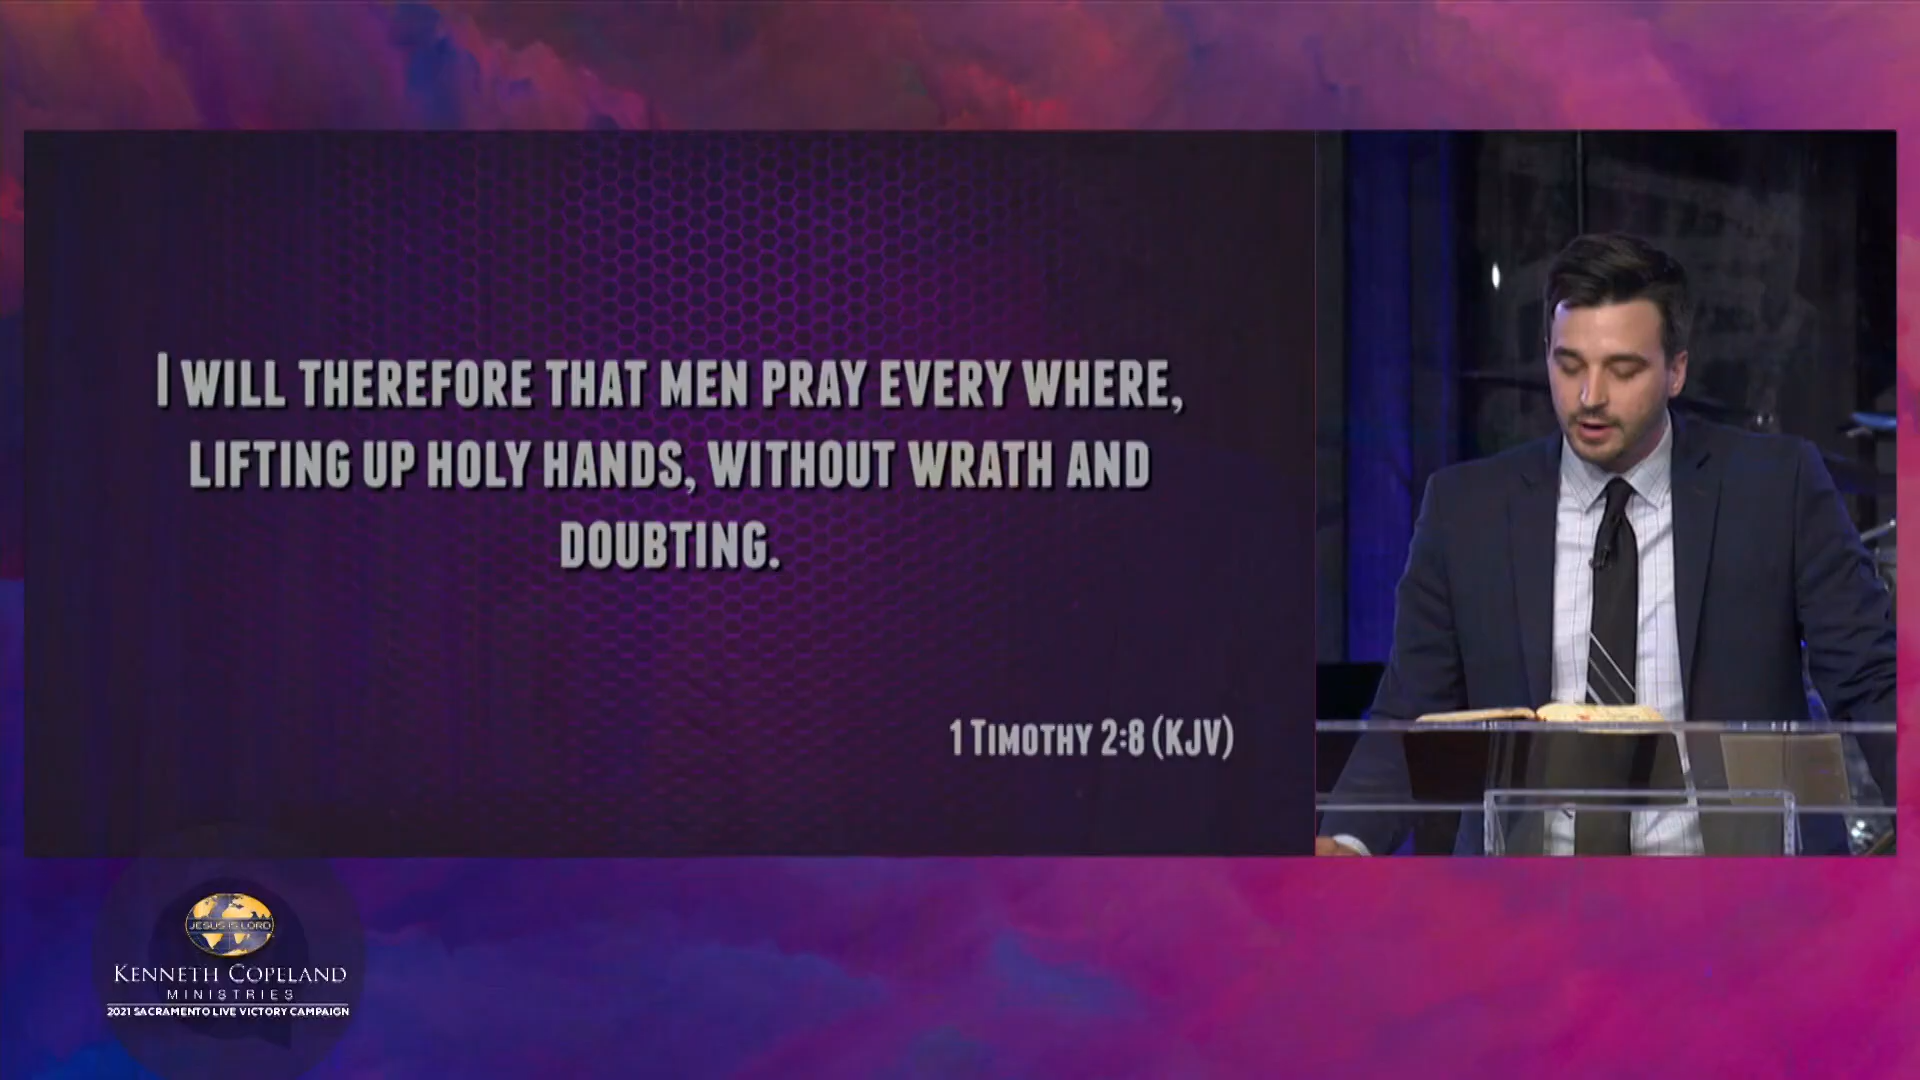 I WILL THEREFORE THAT MEN PRAY EVERY WHERE,
LIFTING UP HOLY HANDS, WITHOUT WRATH AND
DOUBTING.
1 TIMOTHY 2:8 (KJV)
JESUS IS LORD
KENNETH COPELAND
MINISTRIES
2021 SACRAMENTO LIVE VICTORY CAMPAIGN